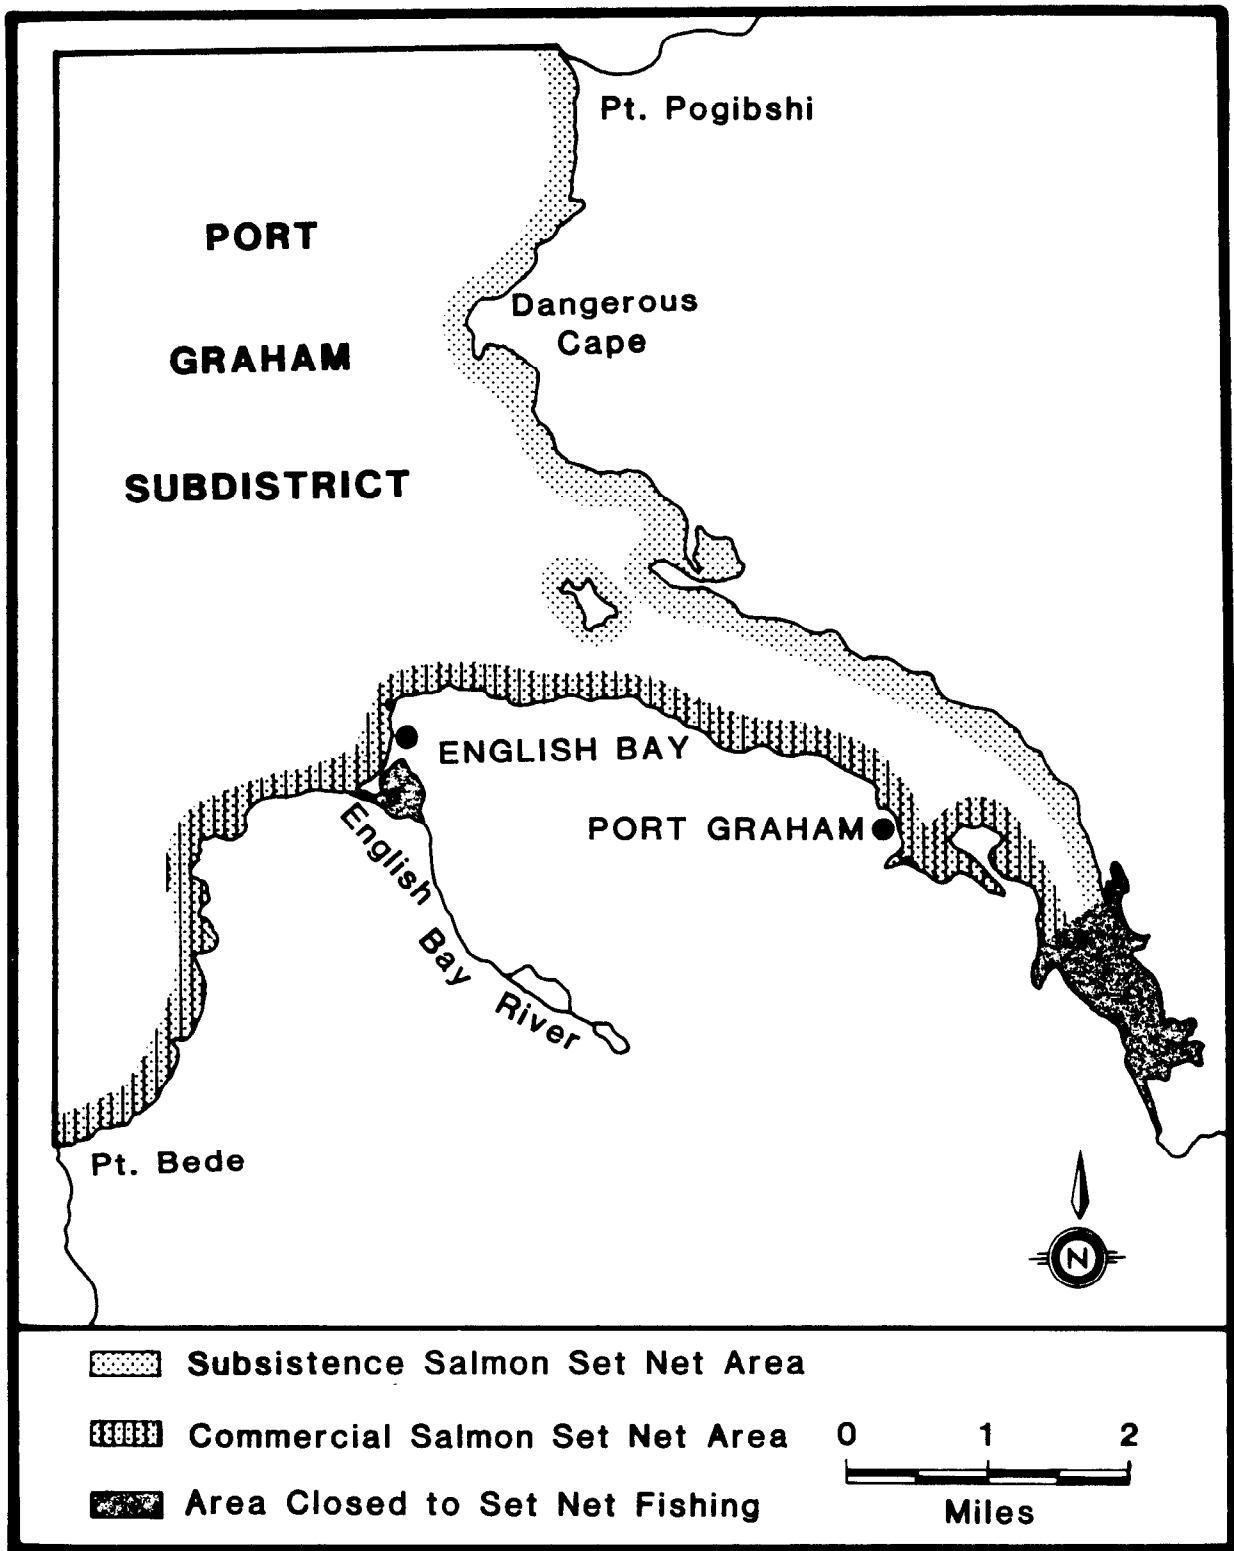 Pt. Pogibshi
PORT
GRAHAM
SUBDISTRICT
Dangerous
Cape
ENGLISH BAY
PORT GRAHAM
English Bay River
Pt. Bede
N
Subsistence Salmon Set Net Area
Commercial Salmon Set Net Area
Area Closed to Set Net Fishing
0 1 2
Miles